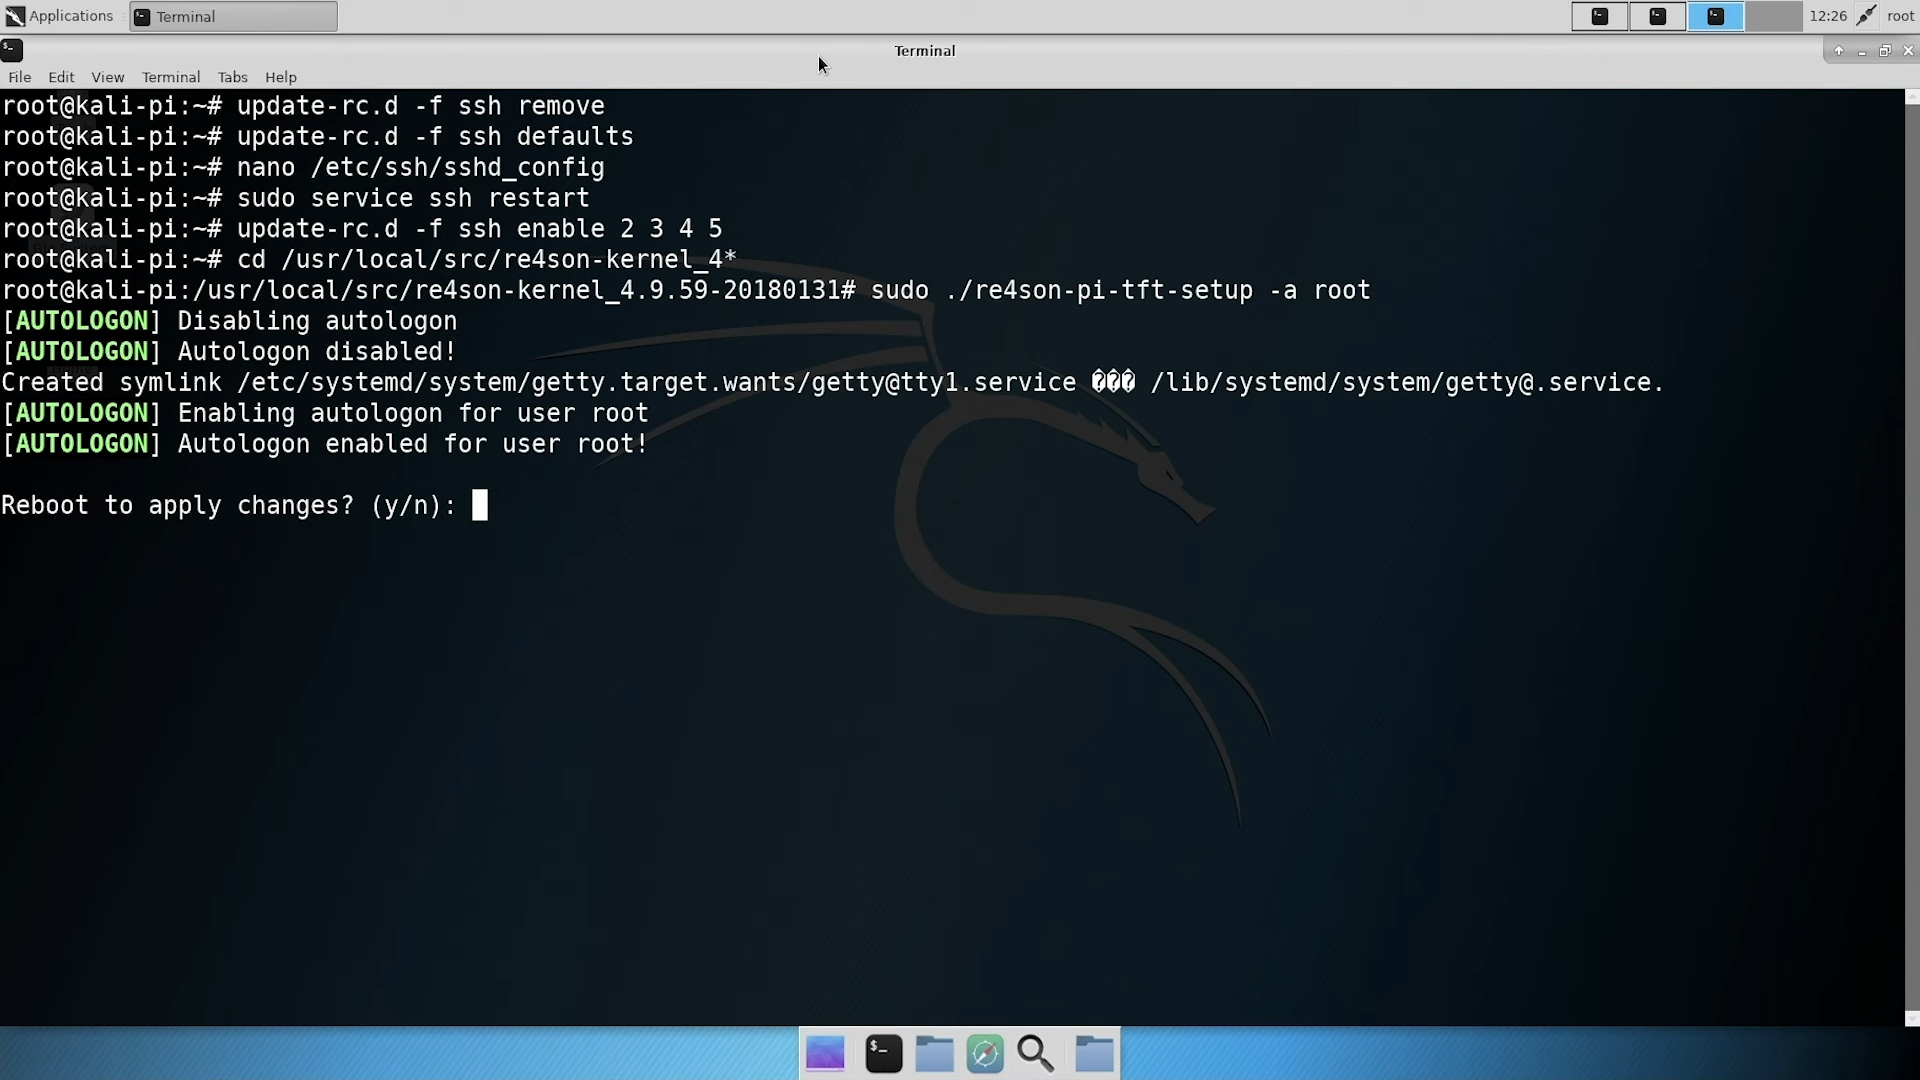 Applications
Terminal
12:26
root
Terminal
File Edit View Terminal Tabs Help
root@kali-pi:~# update-rc.d -f ssh remove
root@kali-pi:~# update-rc.d -f ssh defaults
root@kali-pi:~# nano /etc/ssh/sshd_config
root@kali-pi:~# sudo service ssh restart
root@kali-pi:~# update-rc.d -f ssh enable 2 3 4 5
root@kali-pi:~# cd /usr/local/src/re4son-kernel_4*
root@kali-pi:/usr/local/src/re4son-kernel_4.9.59-20180131# sudo ./re4son-pi-tft-setup -a root
[AUTOLOGON] Disabling autologon
[AUTOLOGON] Autologon disabled!
Created symlink /etc/systemd/system/getty.target.wants/getty@tty1.service ��� /lib/systemd/system/getty@.service.
[AUTOLOGON] Enabling autologon for user root
[AUTOLOGON] Autologon enabled for user root!
Reboot to apply changes? (y/n):